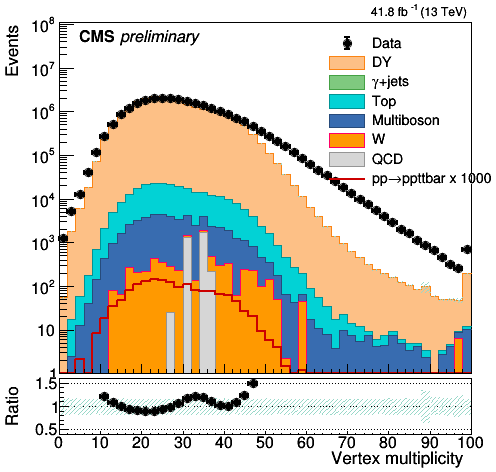 41.8 fb⁻¹ (13 TeV)
Events
CMS preliminary
Data
DY
γ+jets
Top
Multiboson
W
QCD
pp→ppttbar x 1000
10⁸
10⁷
10⁶
10⁵
10⁴
10³
10²
10
1
Ratio
1.5
1
0.5
0 10 20 30 40 50 60 70 80 90 100
Vertex multiplicity